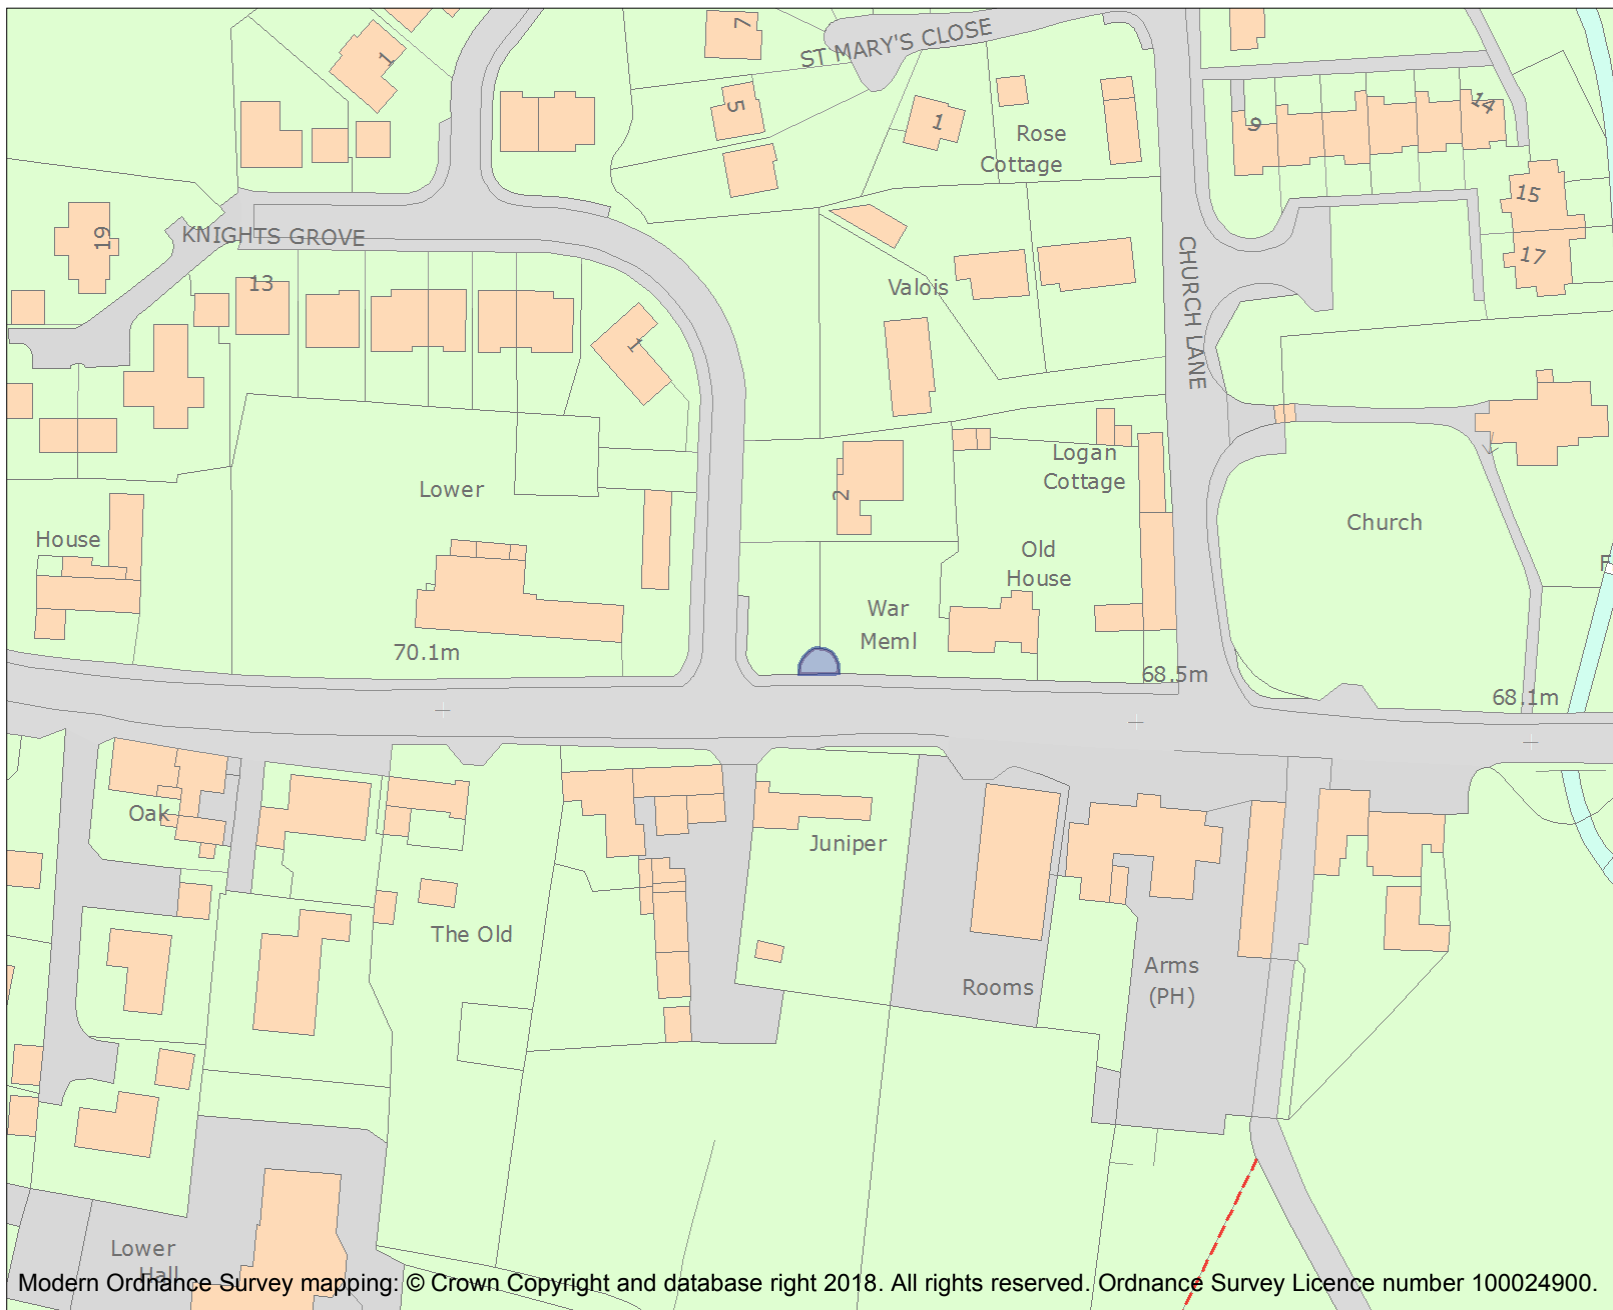 7
ST MARY'S CLOSE
1
5
1
Rose
Cottage
9
14
15
17
19
KNIGHTS GROVE
13
Valois
CHURCH LANE
1
Lower
2
Logan
Cottage
House
Church
Old
House
F
War
Meml
70.1m
68.5m
68.1m
Oak
Juniper
The Old
Rooms
Arms
(PH)
Lower
Hall
Modern Ordnance Survey mapping: © Crown Copyright and database right 2018. All rights reserved. Ordnance Survey Licence number 100024900.